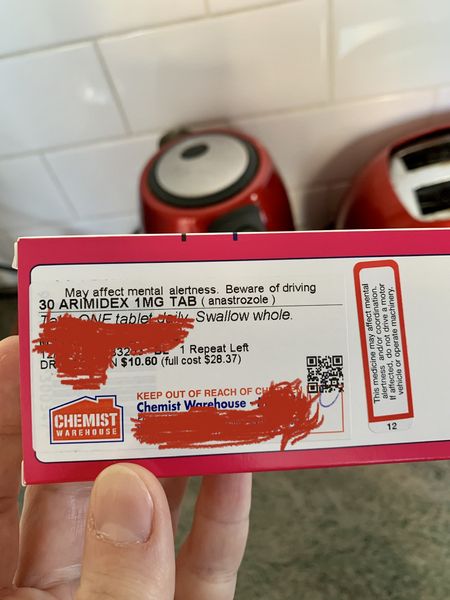 May affect mental alertness. Beware of driving
30 ARIMIDEX 1MG TAB ( anastrozole )
ONE tablet daily. Swallow whole.
1 Repeat Left
$10.60 (full cost $28.37)
KEEP OUT OF REACH OF
Chemist Warehouse
CHEMIST
WAREHOUSE
This medicine may affect mental
alertness and/or coordination.
If affected, do not drive a motor
vehicle or operate machinery.
12